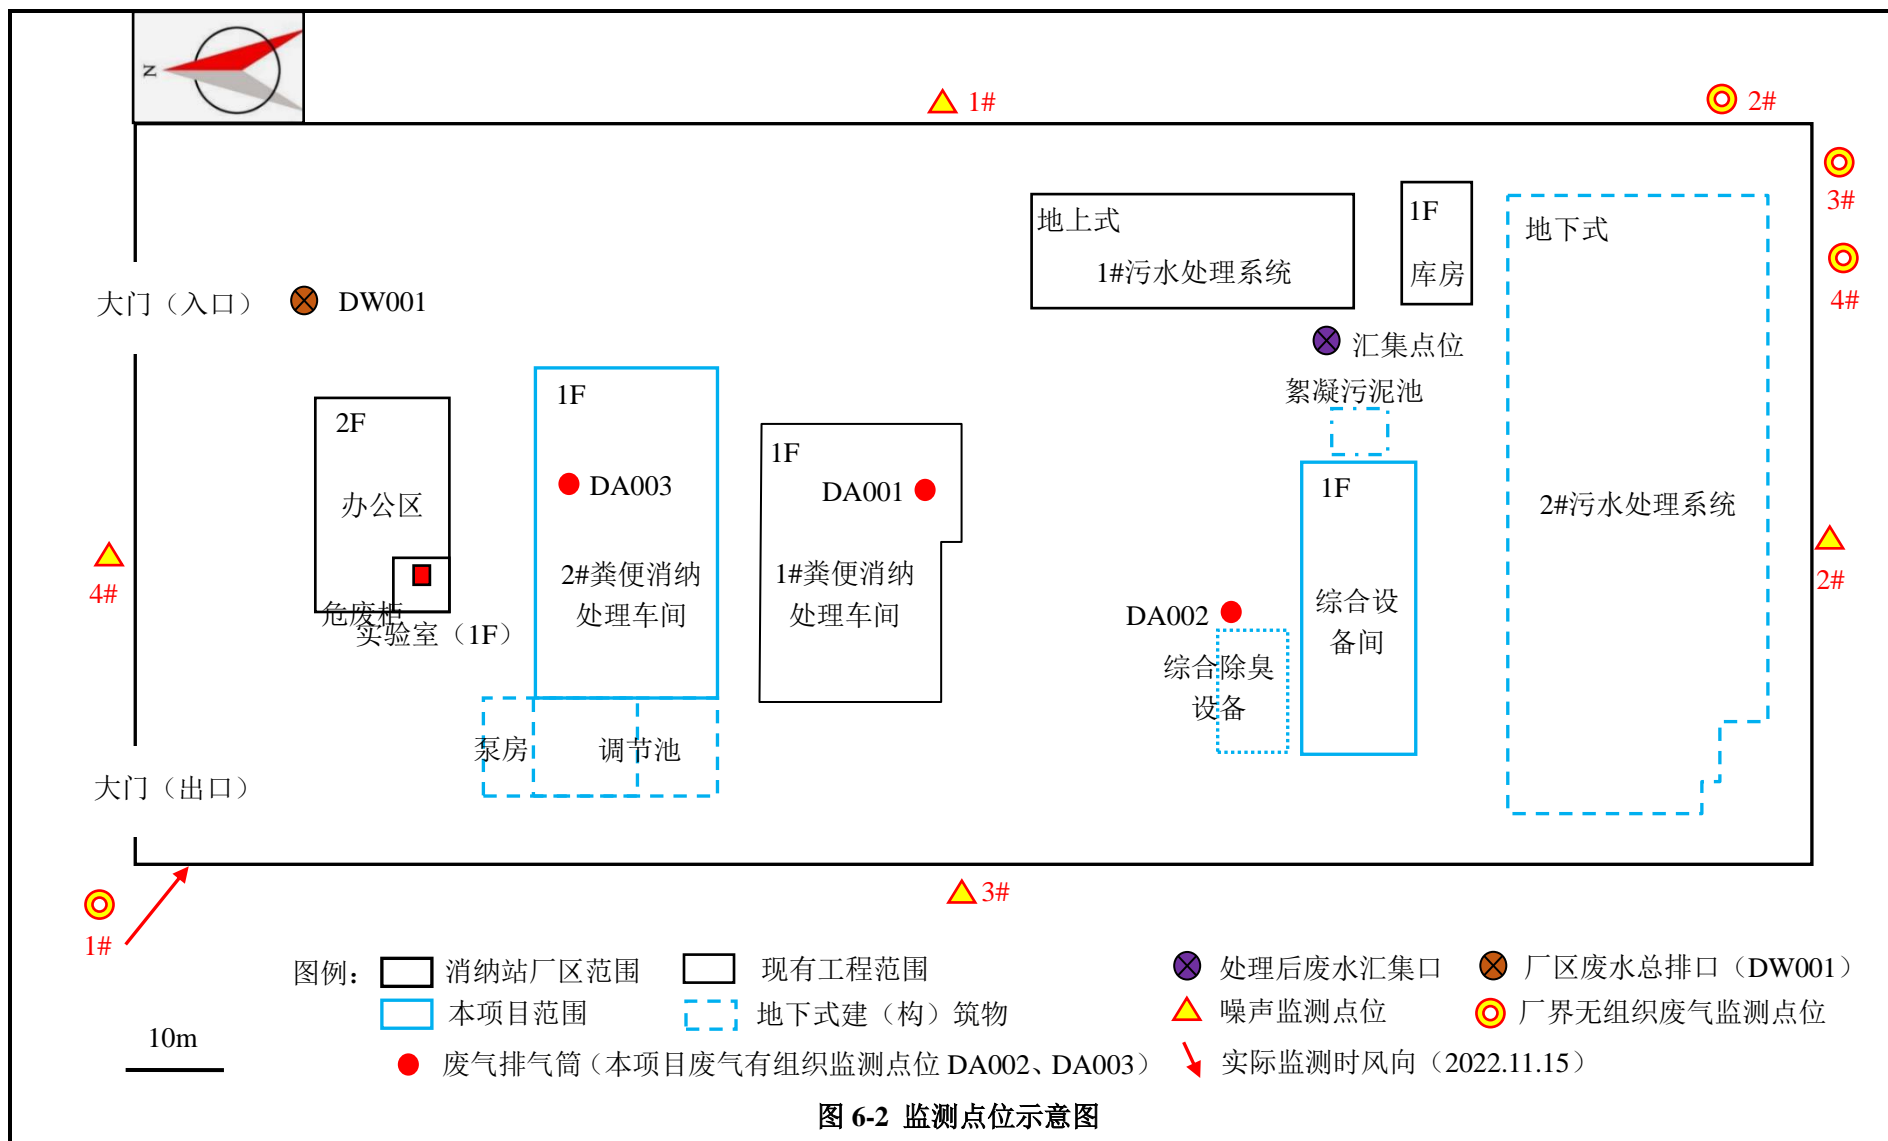 N
1#
2#
3#
4#
地上式
1#污水处理系统
1F
库房
地下式
2#污水处理系统
大门（入口）
DW001
汇集点位
絮凝污泥池
2F
办公区
危废柜
实验室（1F）
1F
DA003
2#粪便消纳
处理车间
1F
DA001
1#粪便消纳
处理车间
1F
综合设
备间
DA002
综合除臭
设备
4#
2#
泵房
调节池
大门（出口）
1#
3#
图例：
消纳站厂区范围
现有工程范围
处理后废水汇集口
厂区废水总排口（DW001）
本项目范围
地下式建（构）筑物
噪声监测点位
厂界无组织废气监测点位
10m
废气排气筒（本项目废气有组织监测点位 DA002、DA003）
实际监测时风向（2022.11.15）
图 6-2 监测点位示意图